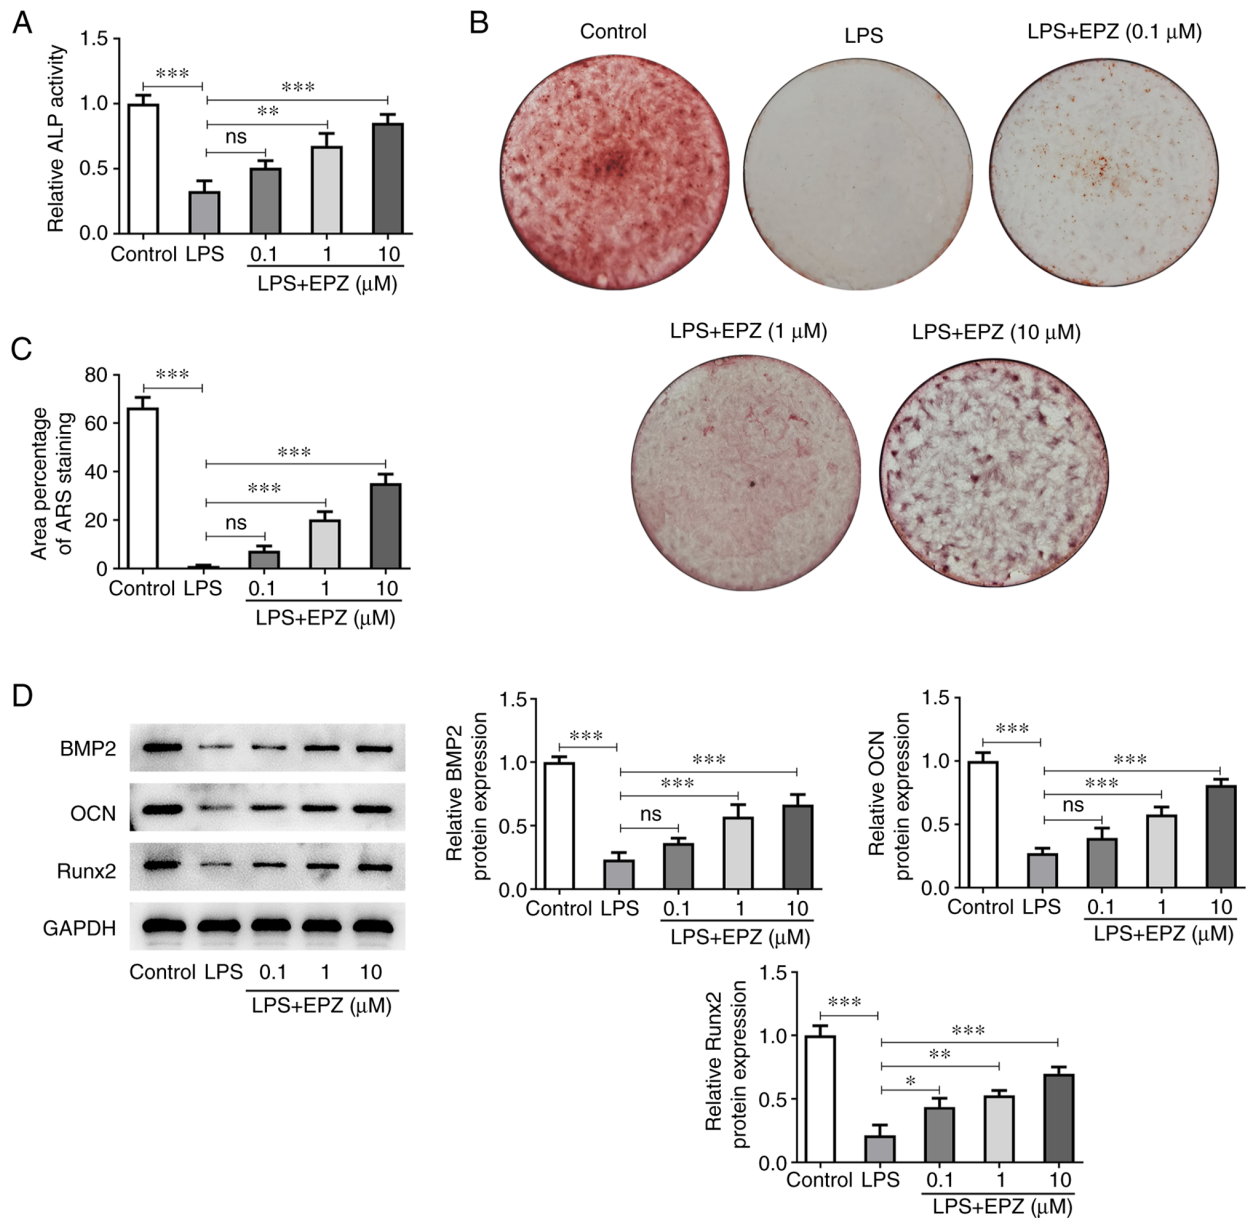 A
Relative ALP activity
1.5
1.0
0.5
0.0
***
***
**
ns
Control LPS 0.1 1 10
LPS+EPZ (μM)
B
Control
LPS
LPS+EPZ (0.1 μM)
LPS+EPZ (1 μM)
LPS+EPZ (10 μM)
C
Area percentage
of ARS staining
80
60
40
20
0
***
***
***
ns
Control LPS 0.1 1 10
LPS+EPZ (μM)
D
BMP2
OCN
Runx2
GAPDH
Control LPS 0.1 1 10
LPS+EPZ (μM)
Relative BMP2
protein expression
1.5
1.0
0.5
0.0
***
***
***
ns
Control LPS 0.1 1 10
LPS+EPZ (μM)
Relative OCN
protein expression
1.5
1.0
0.5
0.0
***
***
***
ns
Control LPS 0.1 1 10
LPS+EPZ (μM)
Relative Runx2
protein expression
1.5
1.0
0.5
0.0
***
***
**
*
Control LPS 0.1 1 10
LPS+EPZ (μM)